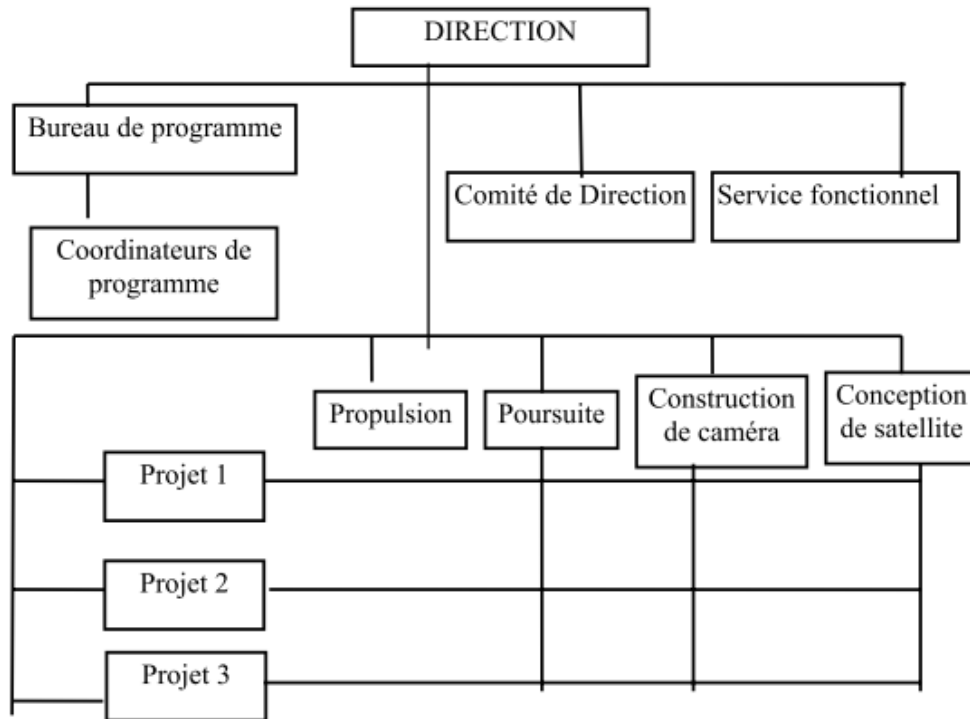 DIRECTION
Bureau de programme
Comité de Direction
Service fonctionnel
Coordinateurs de
programme
Propulsion
Poursuite
Construction
de caméra
Conception
de satellite
Projet 1
Projet 2
Projet 3